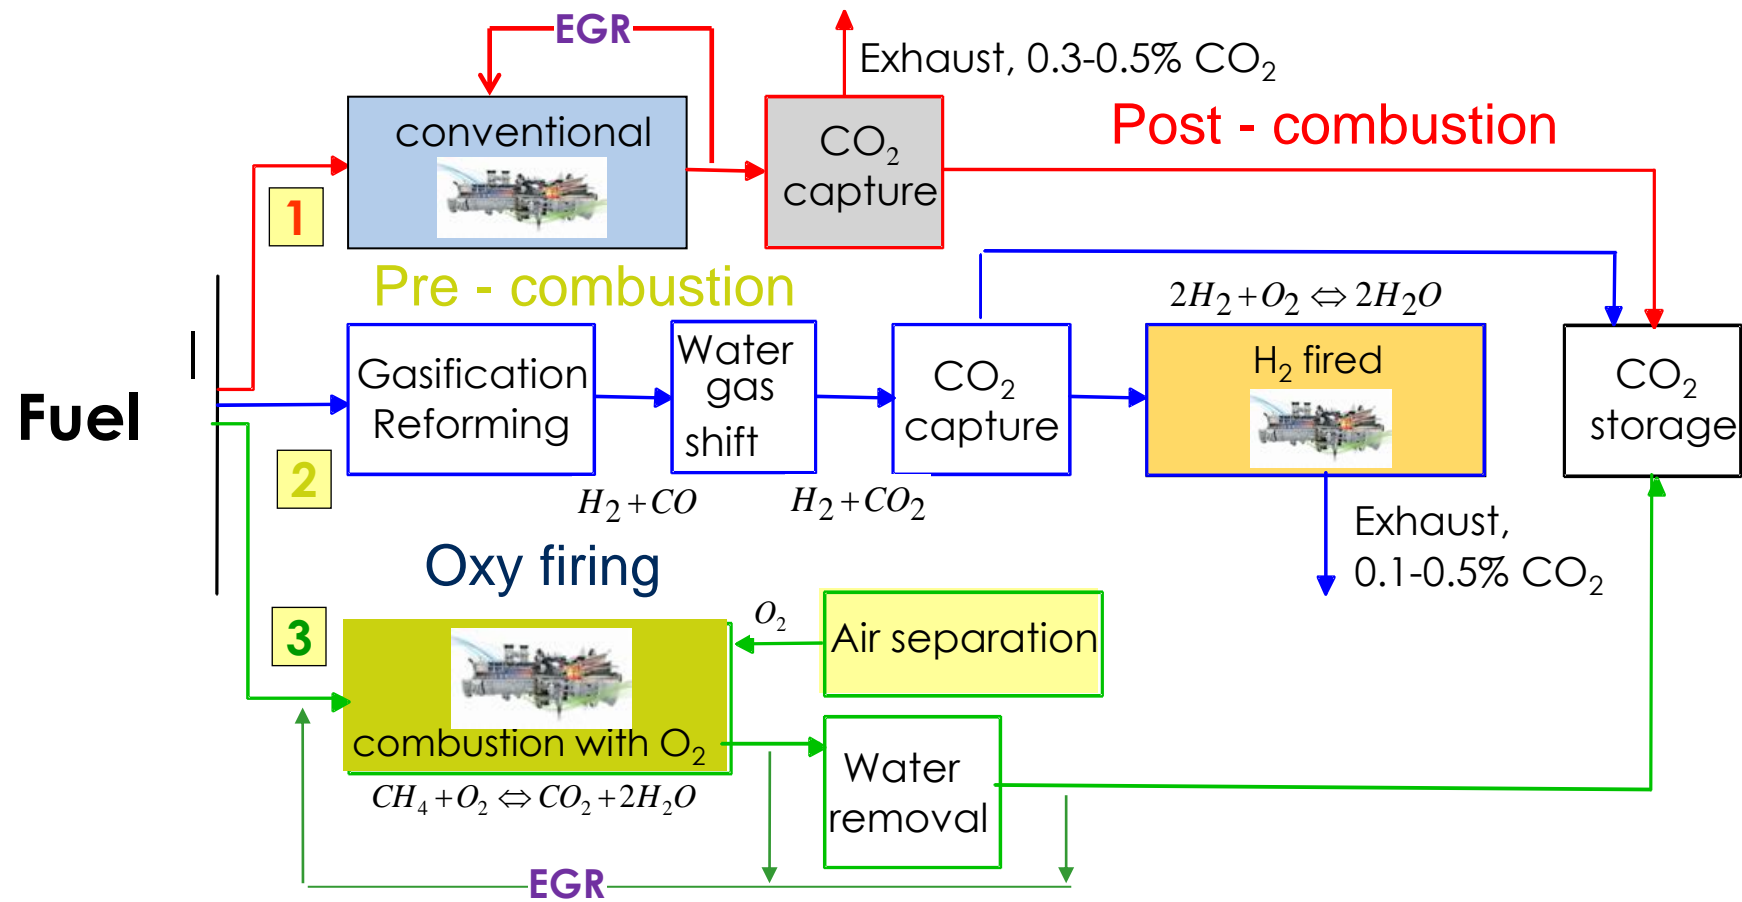 EGR
Exhaust, 0.3-0.5% CO₂
Post - combustion
conventional
CO₂
capture
1
Pre - combustion
2H₂+O₂ ⇔ 2H₂O
Fuel
Gasification
Reforming
Water
gas
shift
CO₂
capture
H₂ fired
CO₂
storage
2
H₂+CO
H₂+CO₂
Exhaust,
0.1-0.5% CO₂
Oxy firing
3
O₂
Air separation
combustion with O₂
CH₄+O₂ ⇔ CO₂+2H₂O
Water
removal
EGR